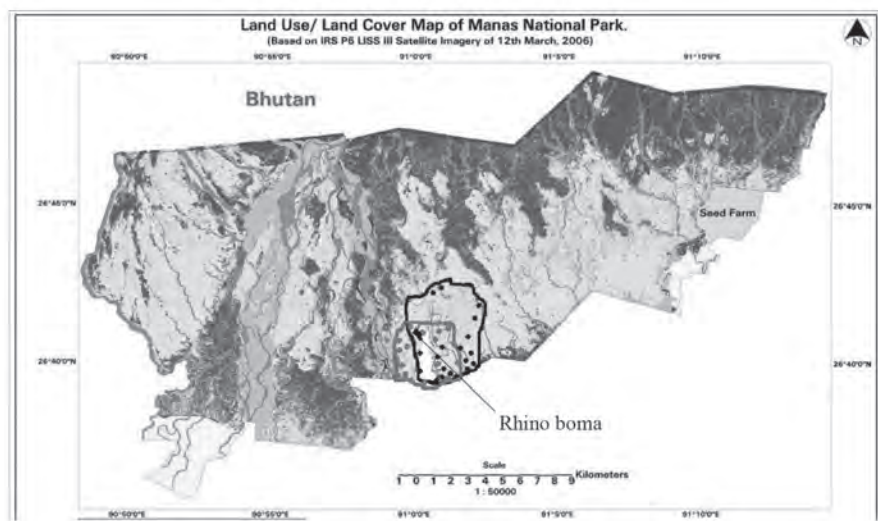 Land Use/ Land Cover Map of Manas National Park.
(Based on IRS P6 LISS III Satellite Imagery of 12th March, 2006)
N
90°50'0"E 90°55'0"E 91°0'0"E 91°5'0"E 91°10'0"E
Bhutan
26°45'0"N 26°45'0"N
Seed Farm
26°40'0"N 26°40'0"N
Rhino boma
Scale
1 0 1 2 3 4 5 6 7 8 9 Kilometers
1 : 50000
90°50'0"E 90°55'0"E 91°0'0"E 91°5'0"E 91°10'0"E